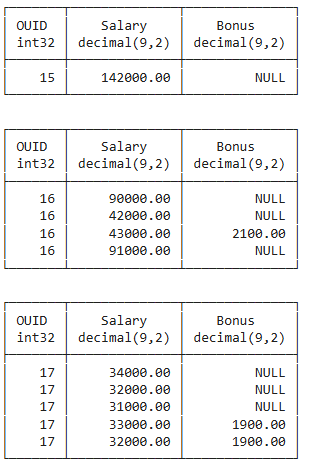 OUID Salary Bonus
int32 decimal(9,2) decimal(9,2)
15 142000.00 NULL
OUID Salary Bonus
int32 decimal(9,2) decimal(9,2)
16 90000.00 NULL
16 42000.00 NULL
16 43000.00 2100.00
16 91000.00 NULL
OUID Salary Bonus
int32 decimal(9,2) decimal(9,2)
17 34000.00 NULL
17 32000.00 NULL
17 31000.00 NULL
17 33000.00 1900.00
17 32000.00 1900.00